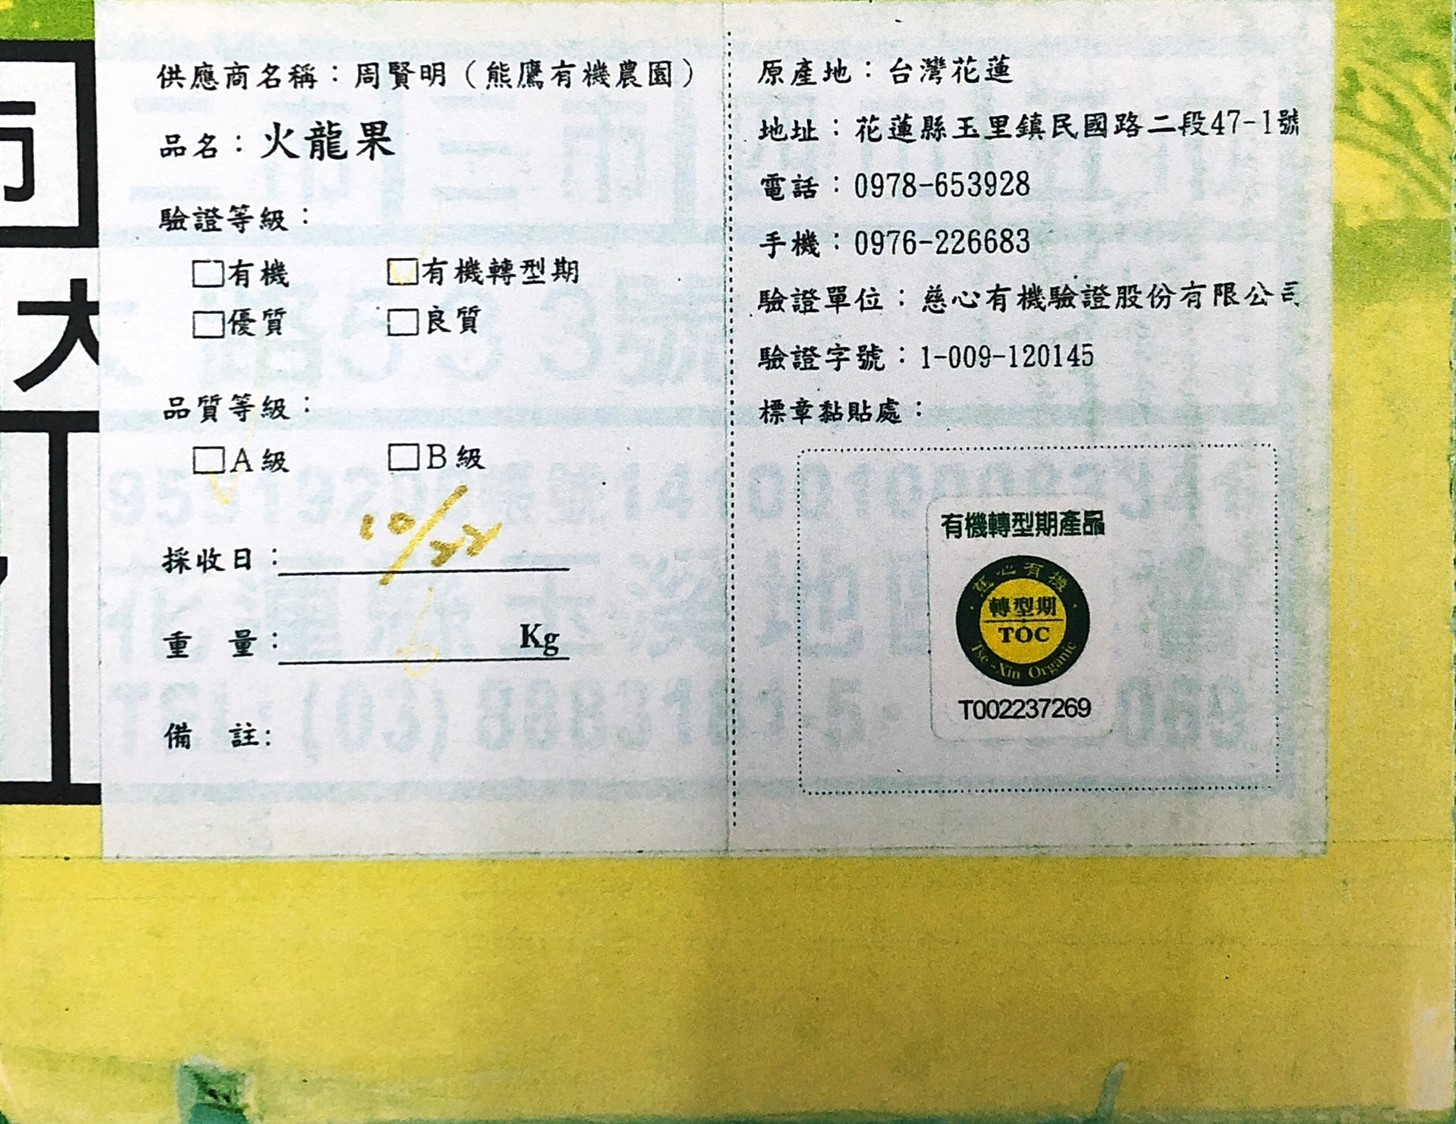 供應商名稱：周賢明（熊鷹有機農園）
品名：火龍果
驗證等級：
□有機 □有機轉型期
□優質 □良質
品質等級：
□A級 □B級
採收日：10/22
重 量： Kg
備 註：
原產地：台灣花蓮
地址：花蓮縣玉里鎮民國路二段47-1號
電話：0978-653928
手機：0976-226683
驗證單位：慈心有機驗證股份有限公司
驗證字號：1-009-120145
標章黏貼處：
有機轉型期產品
慈心有機
轉型期
TOC
Tse-Xin Organic
T002237269